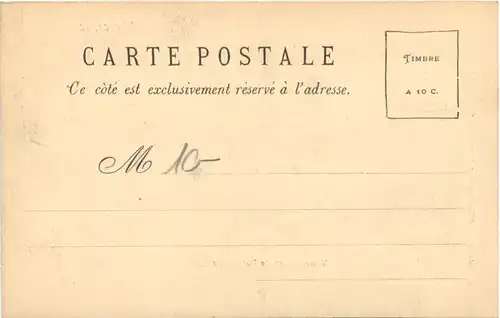 CARTE POSTALE
Ce côté est exclusivement réservé à l'adresse.
TIMBRE
A 10 C.
M 10-